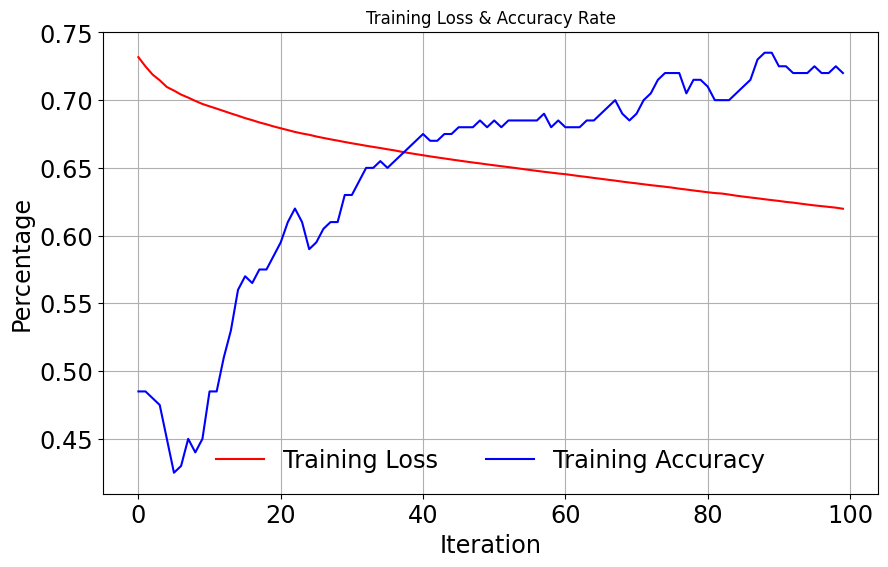 Training Loss & Accuracy Rate
0.75
0.70
0.65
0.60
0.55
0.50
0.45
Percentage
Training Loss
Training Accuracy
0 20 40 60 80 100
Iteration